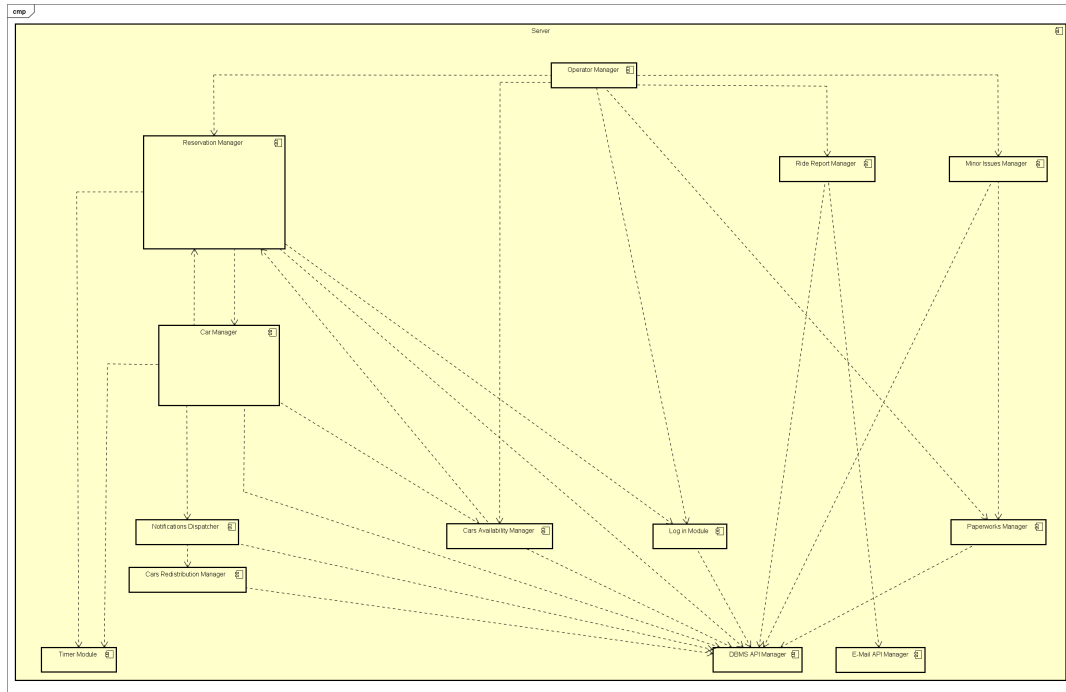 cmp
Server
Operator Manager
Reservation Manager
Ride Report Manager
Minor Issues Manager
Car Manager
Notifications Dispatcher
Cars Availability Manager
Log in Module
Paperworks Manager
Cars Redistribution Manager
Timer Module
DBMS API Manager
E-Mail API Manager